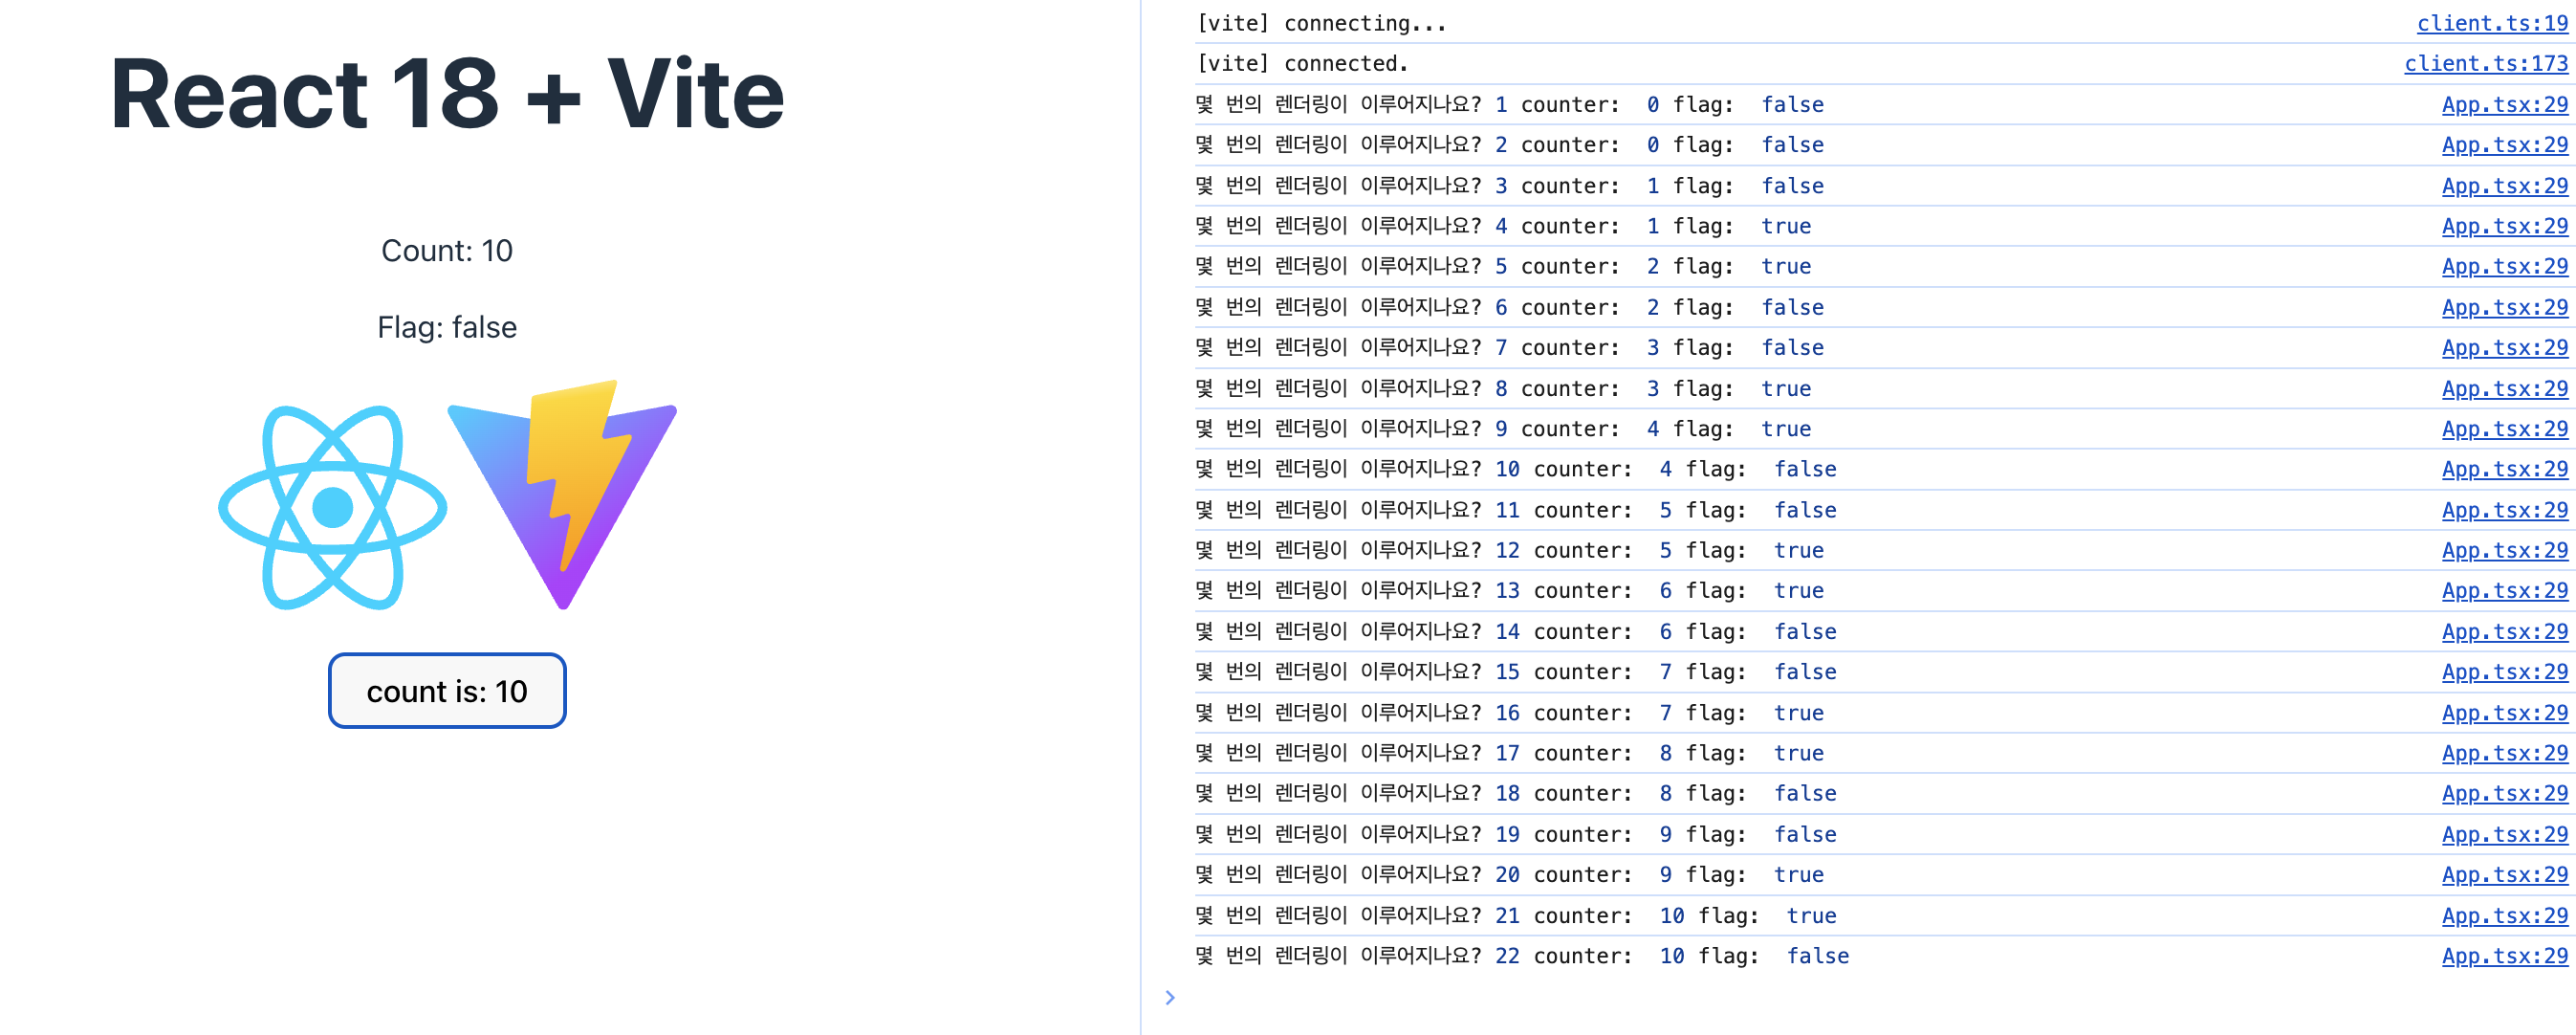 React 18 + Vite
Count: 10
Flag: false
count is: 10
[vite] connecting... client.ts:19
[vite] connected. client.ts:173
몇 번의 렌더링이 이루어지나요? 1 counter: 0 flag: false App.tsx:29
몇 번의 렌더링이 이루어지나요? 2 counter: 0 flag: false App.tsx:29
몇 번의 렌더링이 이루어지나요? 3 counter: 1 flag: false App.tsx:29
몇 번의 렌더링이 이루어지나요? 4 counter: 1 flag: true App.tsx:29
몇 번의 렌더링이 이루어지나요? 5 counter: 2 flag: true App.tsx:29
몇 번의 렌더링이 이루어지나요? 6 counter: 2 flag: false App.tsx:29
몇 번의 렌더링이 이루어지나요? 7 counter: 3 flag: false App.tsx:29
몇 번의 렌더링이 이루어지나요? 8 counter: 3 flag: true App.tsx:29
몇 번의 렌더링이 이루어지나요? 9 counter: 4 flag: true App.tsx:29
몇 번의 렌더링이 이루어지나요? 10 counter: 4 flag: false App.tsx:29
몇 번의 렌더링이 이루어지나요? 11 counter: 5 flag: false App.tsx:29
몇 번의 렌더링이 이루어지나요? 12 counter: 5 flag: true App.tsx:29
몇 번의 렌더링이 이루어지나요? 13 counter: 6 flag: true App.tsx:29
몇 번의 렌더링이 이루어지나요? 14 counter: 6 flag: false App.tsx:29
몇 번의 렌더링이 이루어지나요? 15 counter: 7 flag: false App.tsx:29
몇 번의 렌더링이 이루어지나요? 16 counter: 7 flag: true App.tsx:29
몇 번의 렌더링이 이루어지나요? 17 counter: 8 flag: true App.tsx:29
몇 번의 렌더링이 이루어지나요? 18 counter: 8 flag: false App.tsx:29
몇 번의 렌더링이 이루어지나요? 19 counter: 9 flag: false App.tsx:29
몇 번의 렌더링이 이루어지나요? 20 counter: 9 flag: true App.tsx:29
몇 번의 렌더링이 이루어지나요? 21 counter: 10 flag: true App.tsx:29
몇 번의 렌더링이 이루어지나요? 22 counter: 10 flag: false App.tsx:29